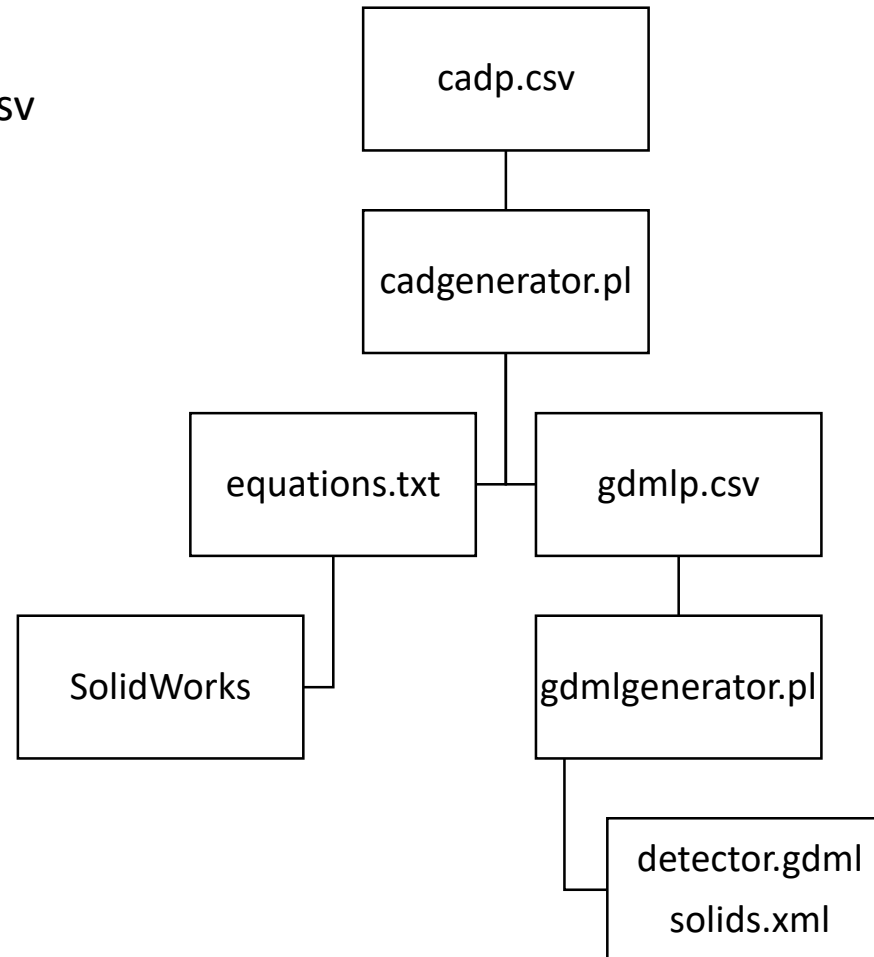 cadp.csv
sv
cadgenerator.pl
equations.txt
gdmlp.csv
SolidWorks
gdmlgenerator.pl
detector.gdml
solids.xml